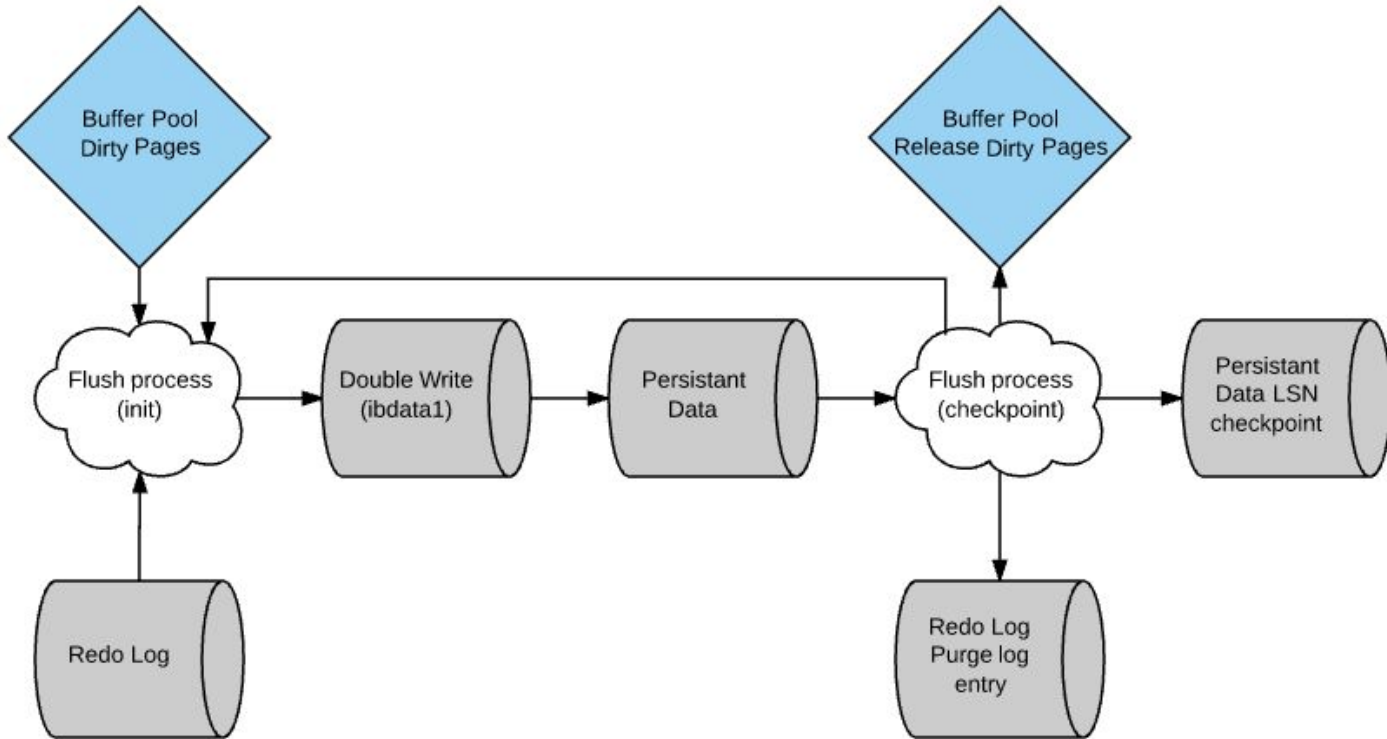 Buffer Pool
Dirty Pages
Buffer Pool
Release Dirty Pages
Flush process
(init)
Double Write
(ibdata1)
Persistant
Data
Flush process
(checkpoint)
Persistant
Data LSN
checkpoint
Redo Log
Redo Log
Purge log
entry